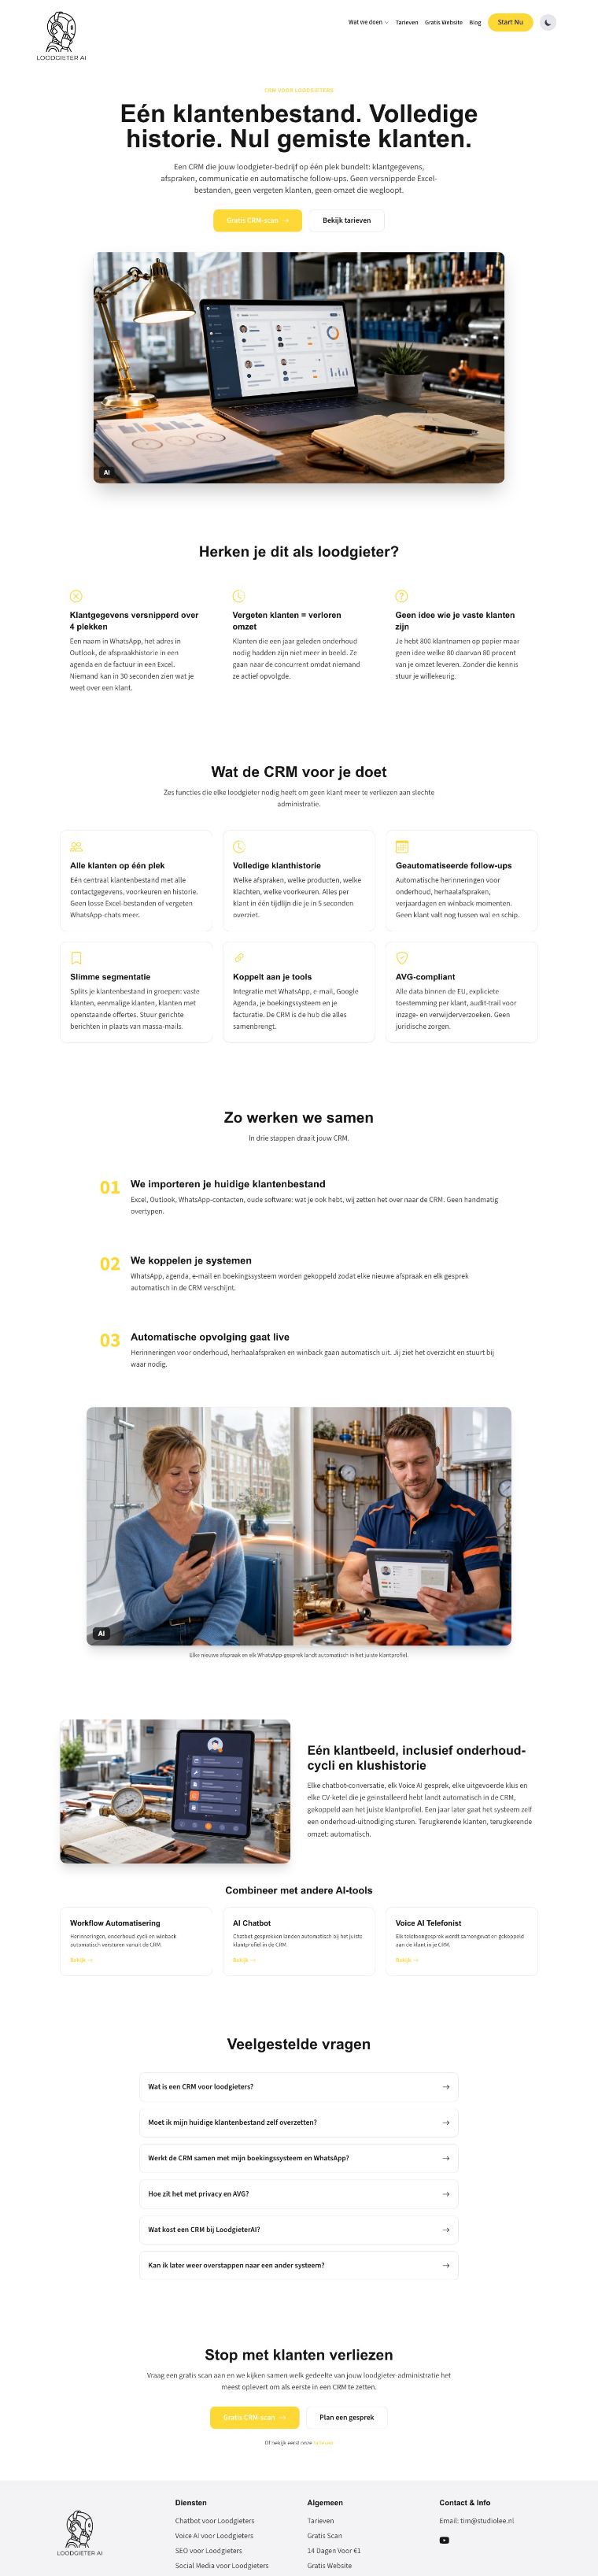 LOODGIETER AI
Wat we doen
Tarieven
Gratis Website
Blog
Start Nu
CRM VOOR LOODGIETERS
Eén klantenbestand. Volledige
historie. Nul gemiste klanten.
Een CRM die jouw loodgieter-bedrijf op één plek bundelt: klantgegevens,
afspraken, communicatie en automatische follow-ups. Geen versnipperde Excel-
bestanden, geen vergeten klanten, geen omzet die wegloopt.
Gratis CRM-scan →
Bekijk tarieven
AI
Herken je dit als loodgieter?
Klantgegevens versnipperd over
4 plekken
Een naam in WhatsApp, het adres in
Outlook, de afspraakhistorie in een
agenda en de factuur in een Excel.
Niemand kan in 30 seconden zien wat je
weet over een klant.
Vergeten klanten = verloren
omzet
Klanten die een jaar geleden onderhoud
nodig hadden zijn niet meer in beeld. Ze
gaan naar de concurrent omdat niemand
ze actief opvolgde.
Geen idee wie je vaste klanten
zijn
Je hebt 800 klantnamen op papier maar
geen idee welke 80 daarvan 80 procent
van je omzet leveren. Zonder die kennis
stuur je willekeurig.
Wat de CRM voor je doet
Zes functies die elke loodgieter nodig heeft om geen klant meer te verliezen aan slechte
administratie.
Alle klanten op één plek
Eén centraal klantenbestand met alle
contactgegevens, voorkeuren en historie.
Geen losse Excel-bestanden of vergeten
WhatsApp-chats meer.
Volledige klanthistorie
Welke afspraken, welke producten, welke
klachten, welke voorkeuren. Alles per
klant in één tijdlijn die je in 5 seconden
overziet.
Geautomatiseerde follow-ups
Automatische herinneringen voor
onderhoud, herhaalafspraken,
verjaardagen en winback-momenten.
Geen klant valt nog tussen wal en schip.
Slimme segmentatie
Splits je klantenbestand in groepen: vaste
klanten, eenmalige klanten, klanten met
openstaande offertes. Stuur gerichte
berichten in plaats van massa-mails.
Koppelt aan je tools
Integratie met WhatsApp, e-mail, Google
Agenda, je boekingssysteem en je
facturatie. De CRM is de hub die alles
samenbrengt.
AVG-compliant
Alle data binnen de EU, expliciete
toestemming per klant, audit-trail voor
inzage- en verwijderverzoeken. Geen
juridische zorgen.
Zo werken we samen
In drie stappen draait jouw CRM.
01
We importeren je huidige klantenbestand
Excel, Outlook, WhatsApp-contacten, oude software: wat je ook hebt, wij zetten het over naar de CRM. Geen handmatig
overtypen.
02
We koppelen je systemen
WhatsApp, agenda, e-mail en boekingssysteem worden gekoppeld zodat elke nieuwe afspraak en elk gesprek
automatisch in de CRM verschijnt.
03
Automatische opvolging gaat live
Herinneringen voor onderhoud, herhaalafspraken en winback gaan automatisch uit. Jij ziet het overzicht en stuurt bij
waar nodig.
AI
Elke nieuwe afspraak en elk WhatsApp-gesprek landt automatisch in het juiste klantprofiel.
Eén klantbeeld, inclusief onderhoud-
cycli en klushistorie
Elke chatbot-conversatie, elk Voice AI gesprek, elke uitgevoerde klus en
elke CV-ketel die je geïnstalleerd hebt landt automatisch in de CRM,
gekoppeld aan het juiste klantprofiel. Een jaar later gaat het systeem zelf
een onderhoud-uitnodiging sturen. Terugkerende klanten, terugkerende
omzet: automatisch.
Combineer met andere AI-tools
Workflow Automatisering
Herinneringen, onderhoud-cycli en winback
automatisch versturen vanuit de CRM.
Bekijk →
AI Chatbot
Chatbot gesprekken landen automatisch bij het juiste
klantprofiel in de CRM.
Bekijk →
Voice AI Telefonist
Elk telefoongesprek wordt samengevat en gekoppeld
aan de klant in je CRM.
Bekijk →
Veelgestelde vragen
Wat is een CRM voor loodgieters? →
Moet ik mijn huidige klantenbestand zelf overzetten? →
Werkt de CRM samen met mijn boekingssysteem en WhatsApp? →
Hoe zit het met privacy en AVG? →
Wat kost een CRM bij LoodgieterAI? →
Kan ik later weer overstappen naar een ander systeem? →
Stop met klanten verliezen
Vraag een gratis scan aan en we kijken samen welk gedeelte van jouw loodgieter-administratie het
meest oplevert om als eerste in een CRM te zetten.
Gratis CRM-scan →
Plan een gesprek
Of bekijk eerst onze tarieven
LOODGIETER AI
Diensten
Chatbot voor Loodgieters
Voice AI voor Loodgieters
SEO voor Loodgieters
Social Media voor Loodgieters
Algemeen
Tarieven
Gratis Scan
14 Dagen Voor €1
Gratis Website
Contact & Info
Email: tim@studiolee.nl